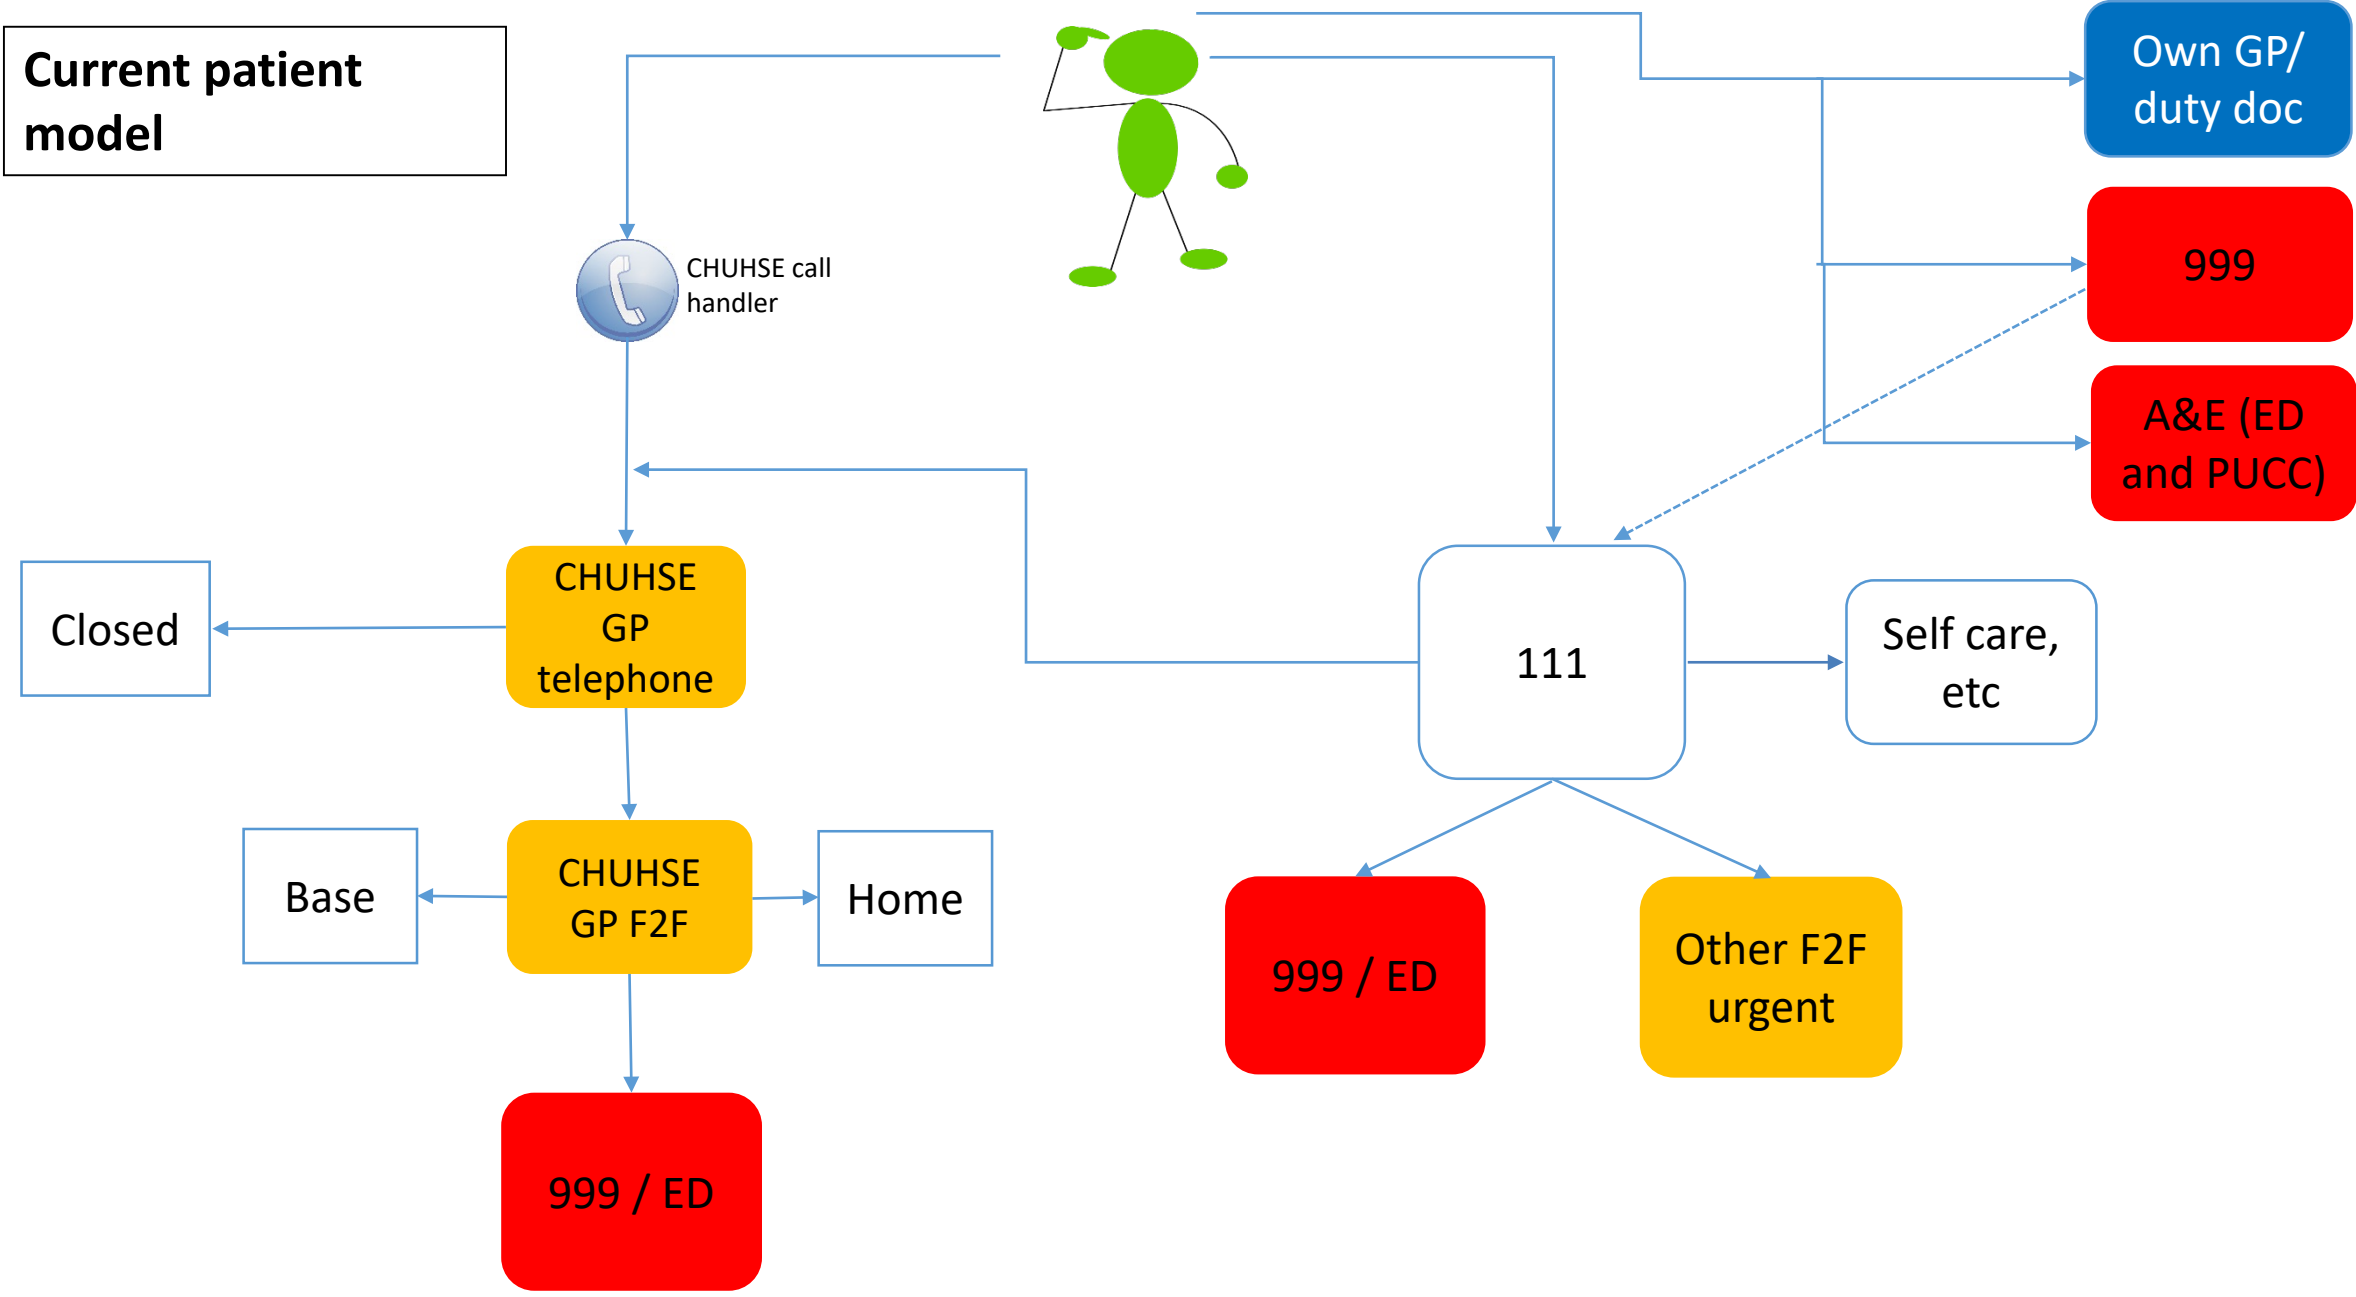 Current patient
model
Own GP/
duty doc
999
A&E (ED
and PUCC)
CHUHSE call
handler
Closed
CHUHSE
GP
telephone
111
Self care,
etc
Base
CHUHSE
GP F2F
Home
999 / ED
Other F2F
urgent
999 / ED